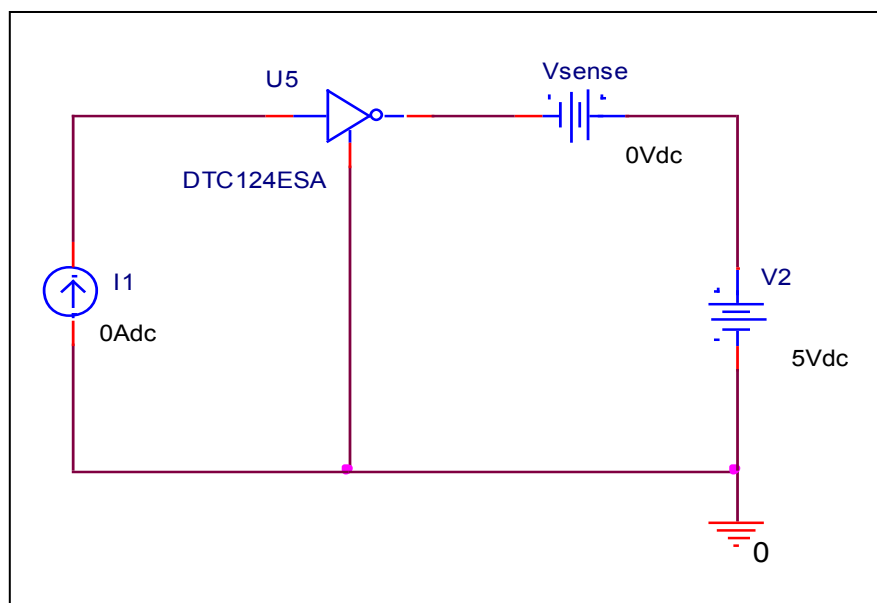 U5
Vsense
0Vdc
DTC124ESA
I1
0Adc
V2
5Vdc
0